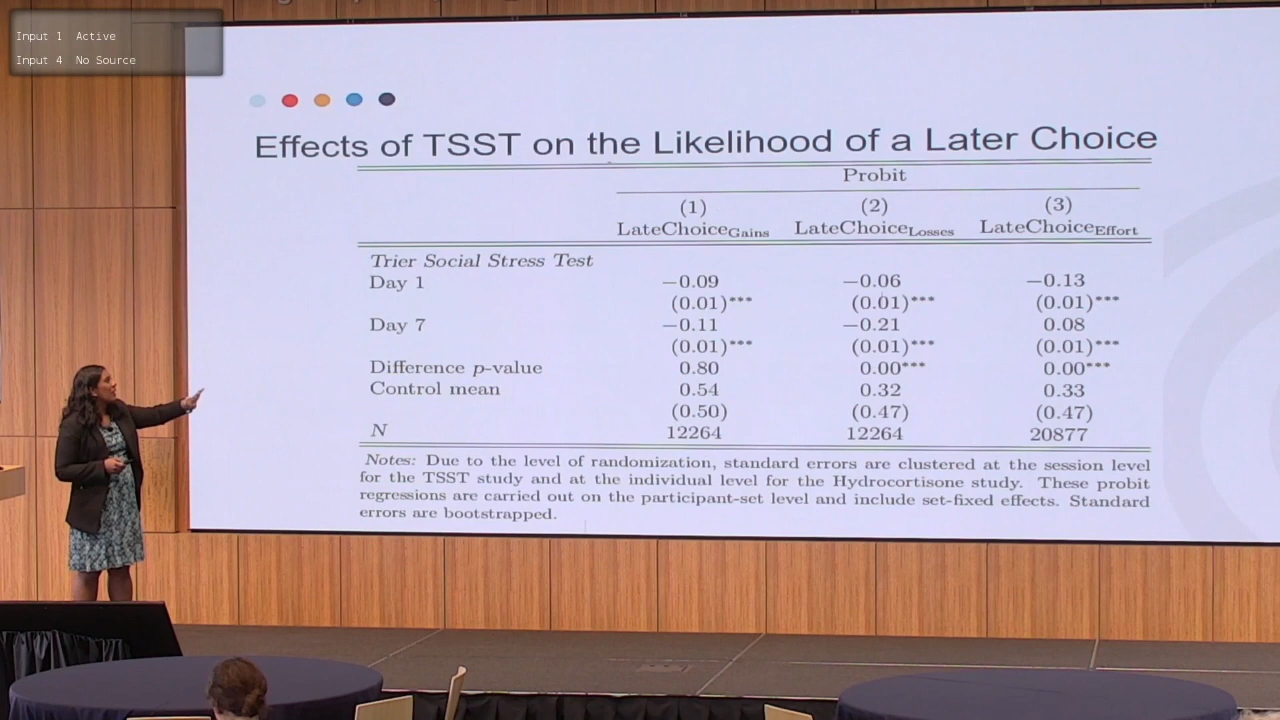 Input 1 Active
Input 4 No Source
Effects of TSST on the Likelihood of a Later Choice
Probit
(1) (2) (3)
LateChoiceGains LateChoiceLosses LateChoiceEffort
Trier Social Stress Test
Day 1 −0.09 −0.06 −0.13
(0.01)*** (0.01)*** (0.01)***
Day 7 −0.11 −0.21 0.08
(0.01)*** (0.01)*** (0.01)***
Difference p-value 0.80 0.00*** 0.00***
Control mean 0.54 0.32 0.33
(0.50) (0.47) (0.47)
N 12264 12264 20877
Notes: Due to the level of randomization, standard errors are clustered at the session level
for the TSST study and at the individual level for the Hydrocortisone study. These probit
regressions are carried out on the participant-set level and include set-fixed effects. Standard
errors are bootstrapped.